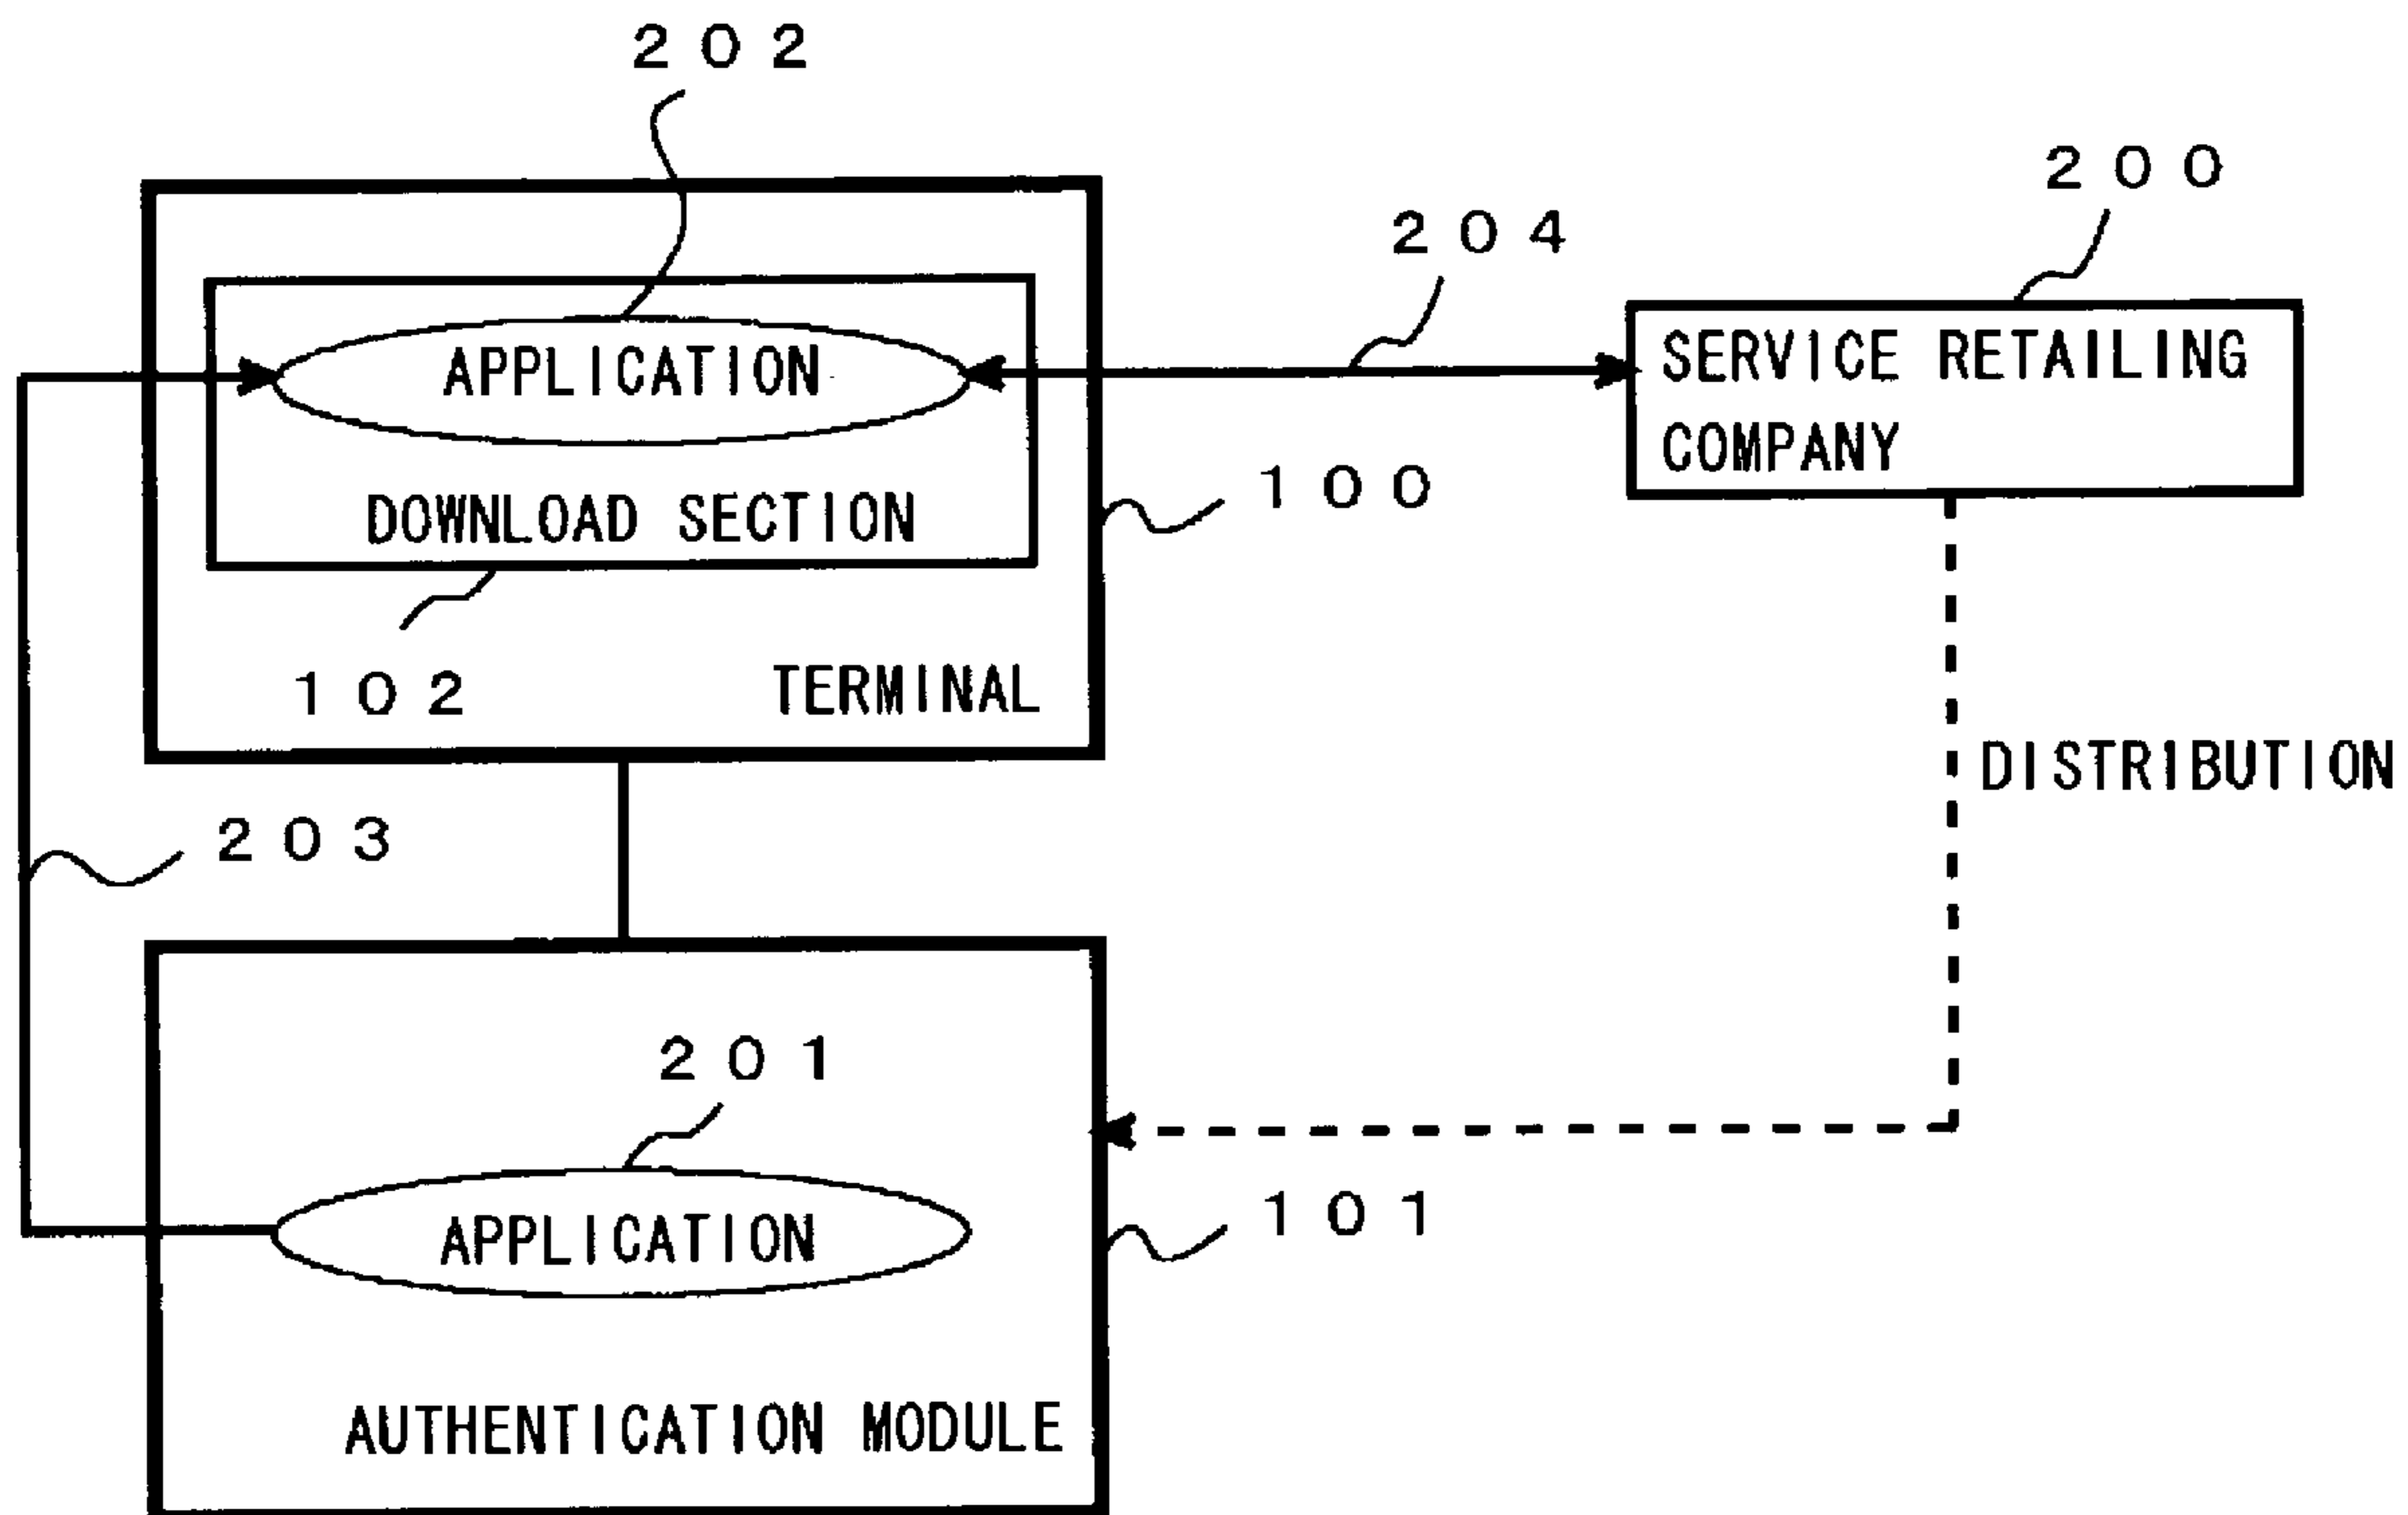 202
200
204
APPLICATION
SERVICE RETAILING
COMPANY
100
DOWNLOAD SECTION
102
TERMINAL
DISTRIBUTION
203
201
101
APPLICATION
AUTHENTICATION MODULE